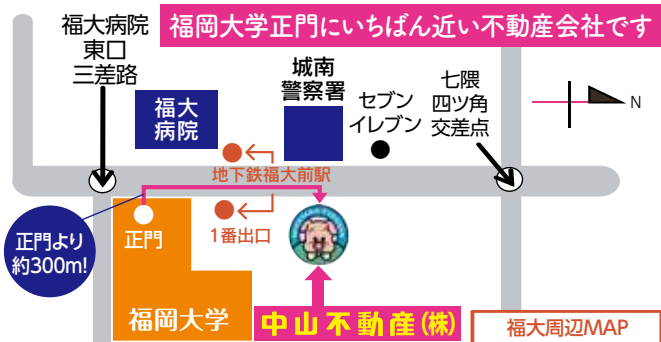 福岡大学正門にいちばん近い不動産会社です
福大病院
東口
三差路
福大
病院
城南
警察署
セブン
イレブン
七隈
四ツ角
交差点
N
地下鉄福大前駅
正門より
約300m!
正門
1番出口
福岡大学
中山不動産(株)
福大周辺MAP